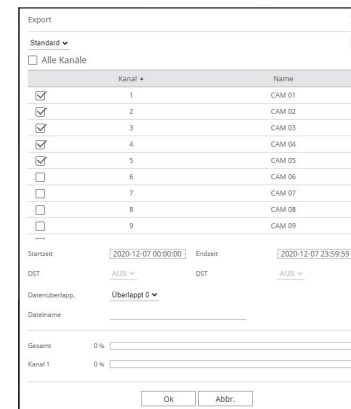 Export
Standard
Alle Kanäle
Kanal Name
1 CAM 01
2 CAM 02
3 CAM 03
4 CAM 04
5 CAM 05
6 CAM 06
7 CAM 07
8 CAM 08
9 CAM 09
Startzeit 2020-12-07 00:00:00 Endzeit 2020-12-07 23:59:59
DST AUS DST AUS
Datenüberlapp. Überlappt 0
Dateiname
Gesamt 0 %
Kanal 1 0 %
Ok Abbr.